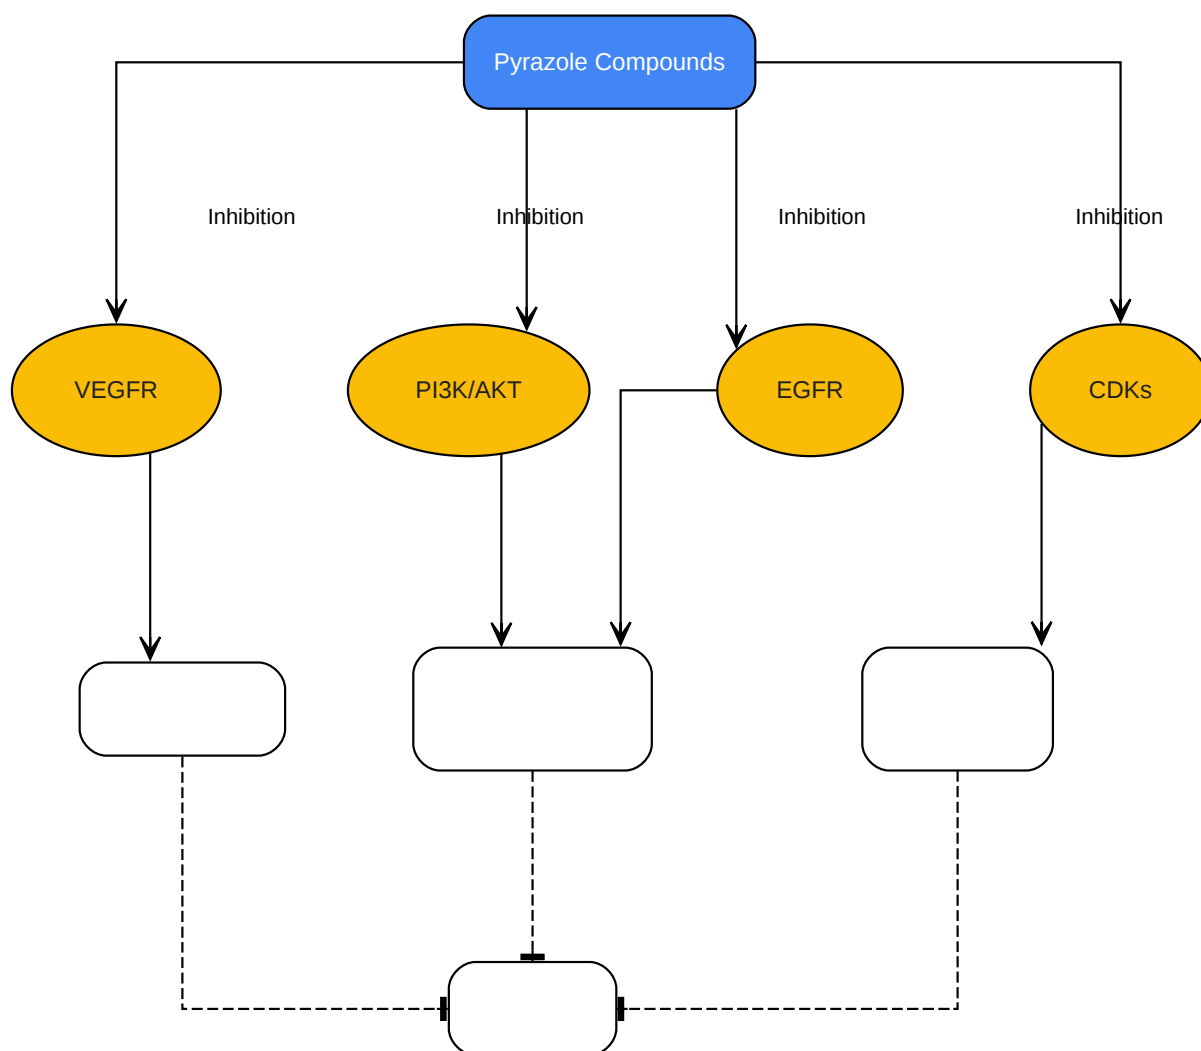 Pyrazole Compounds
Inhibition
Inhibition
Inhibition
Inhibition
VEGFR
PI3K/AKT
EGFR
CDKs